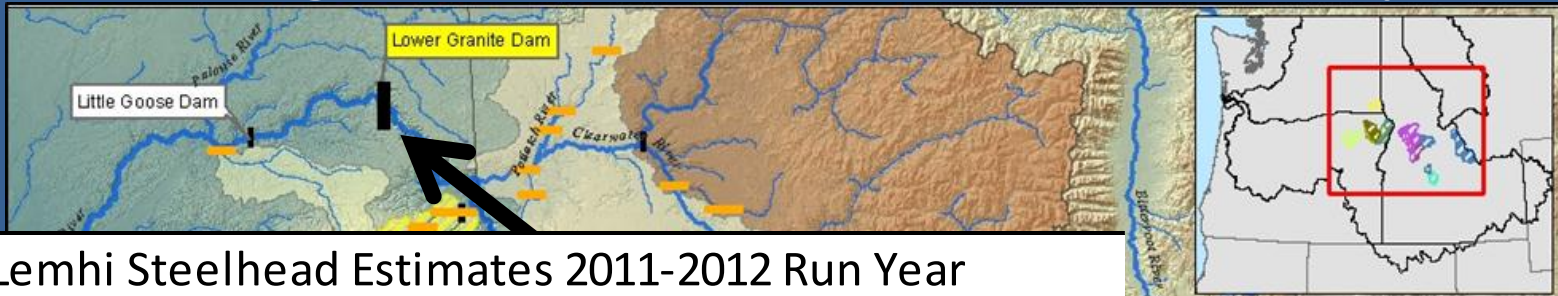 Lower Granite Dam
Palouse River
Little Goose Dam
Potlatch River
Clearwater River
River
Bitterroot River
Lemhi Steelhead Estimates 2011-2012 Run Year